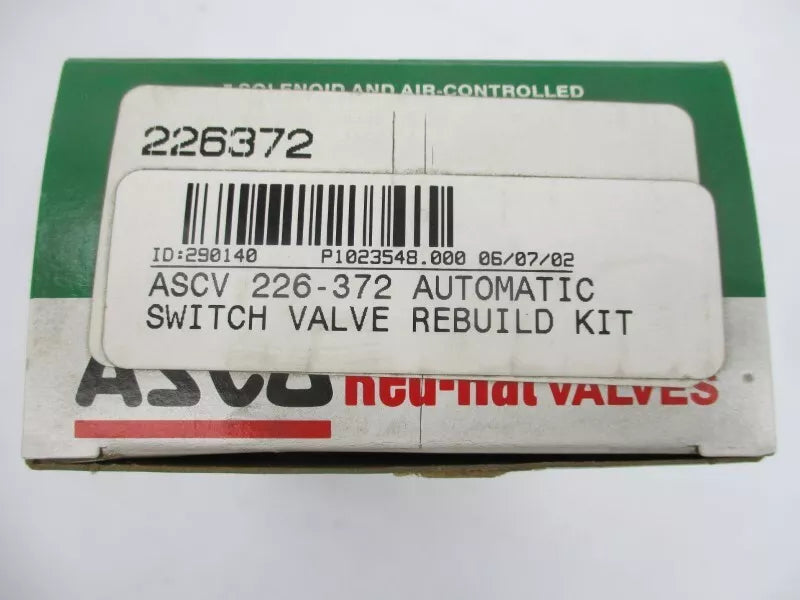 SOLENOID AND AIR-CONTROLLED
226372
ID:290140 P1023548.000 06/07/02
ASCV 226-372 AUTOMATIC
SWITCH VALVE REBUILD KIT
ASCO Red-Hat VALVES